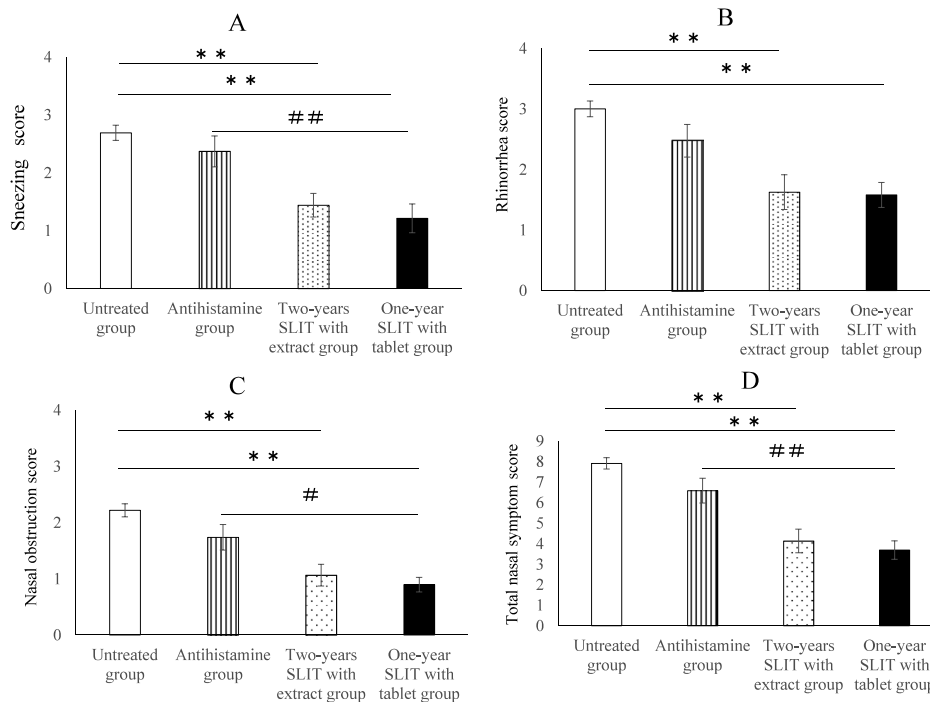 A
Sneezing score
4
3
2
1
0
* *
* *
##
Untreated group
Antihistamine group
Two-years SLIT with extract group
One-year SLIT with tablet group
B
Rhinorrhea score
4
3
2
1
0
* *
* *
Untreated group
Antihistamine group
Two-years SLIT with extract group
One-year SLIT with tablet group
C
Nasal obstruction score
4
3
2
1
0
* *
* *
#
Untreated group
Antihistamine group
Two-years SLIT with extract group
One-year SLIT with tablet group
D
Total nasal symptom score
9
8
7
6
5
4
3
2
1
0
* *
* *
##
Untreated group
Antihistamine group
Two-years SLIT with extract group
One-year SLIT with tablet group